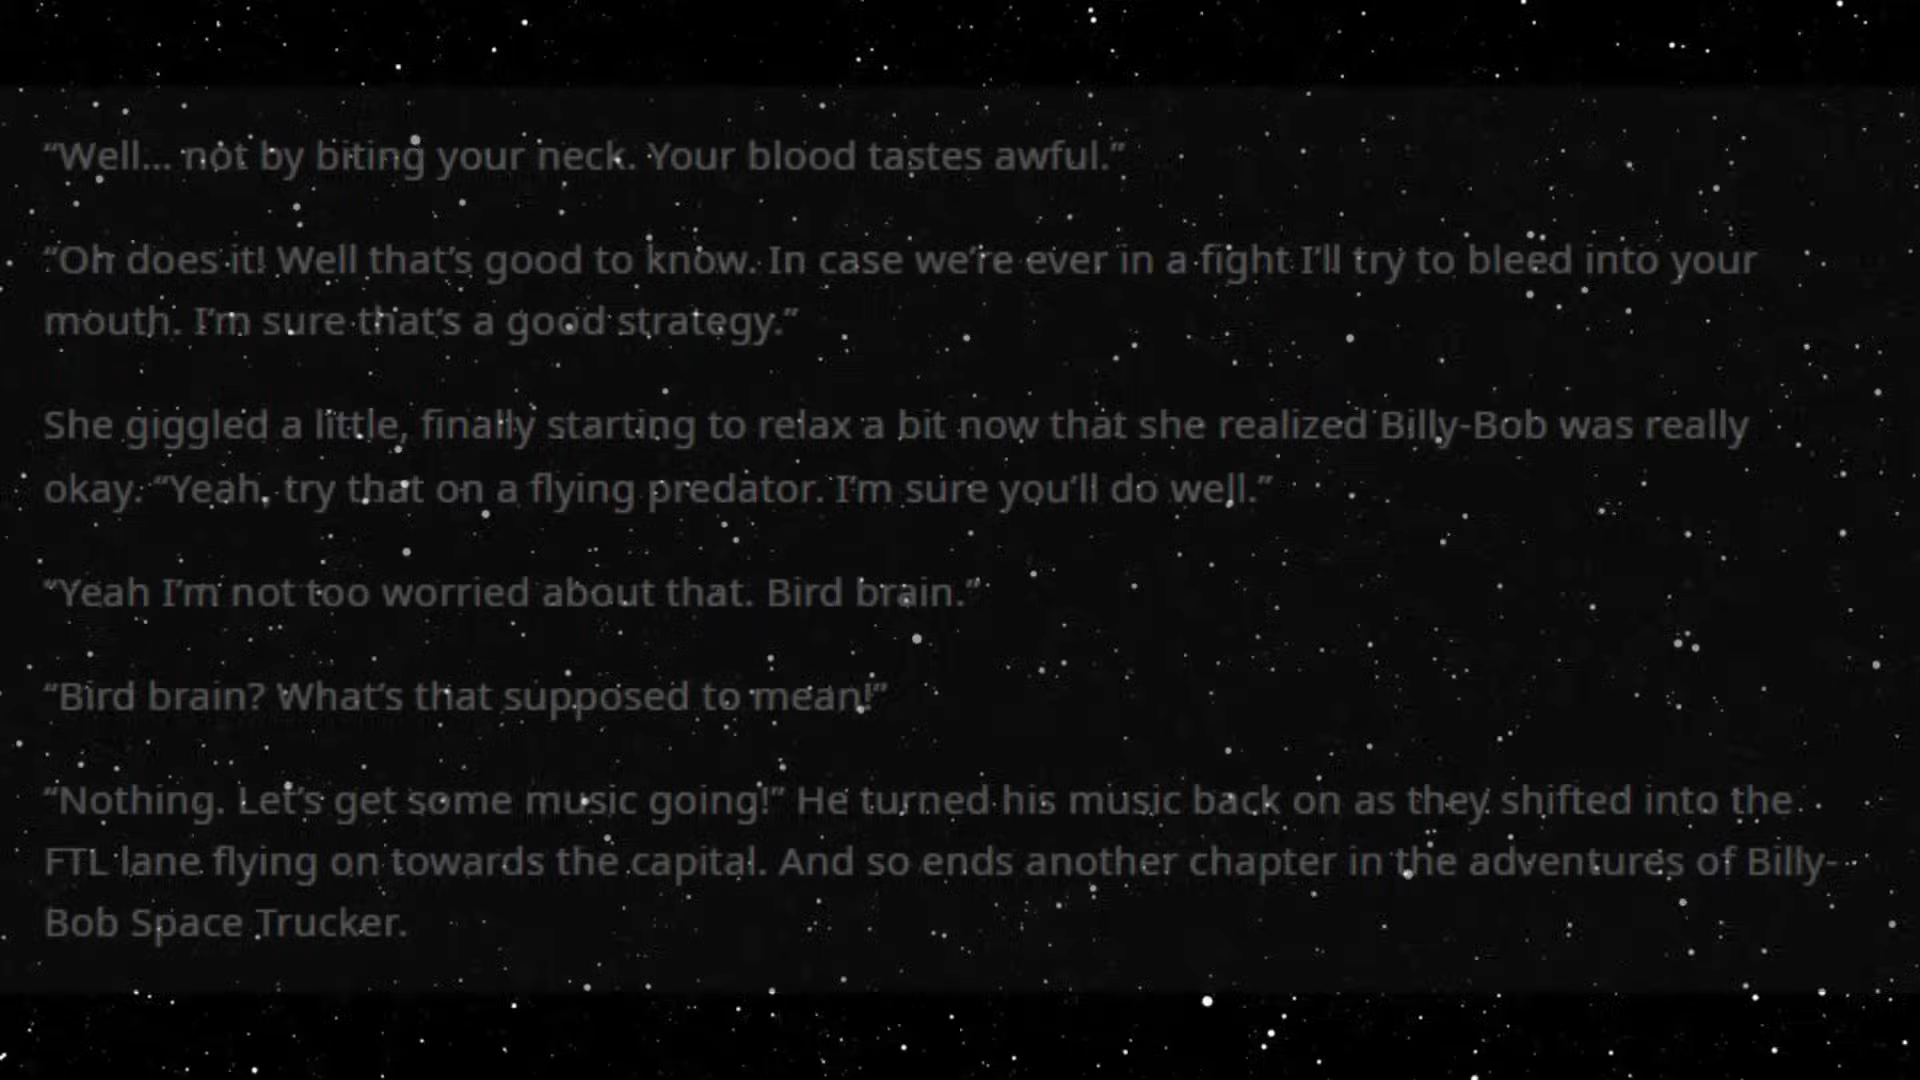 “Well... not by biting your neck. Your blood tastes awful.”
“Oh does it! Well that’s good to know. In case we’re ever in a fight I’ll try to bleed into your
mouth. I’m sure that’s a good strategy.”
She giggled a little, finally starting to relax a bit now that she realized Billy-Bob was really
okay. “Yeah, try that on a flying predator. I’m sure you’ll do well.”
“Yeah I’m not too worried about that. Bird brain.”
“Bird brain? What’s that supposed to mean!”
“Nothing. Let’s get some music going!” He turned his music back on as they shifted into the
FTL lane flying on towards the capital. And so ends another chapter in the adventures of Billy-
Bob Space Trucker.